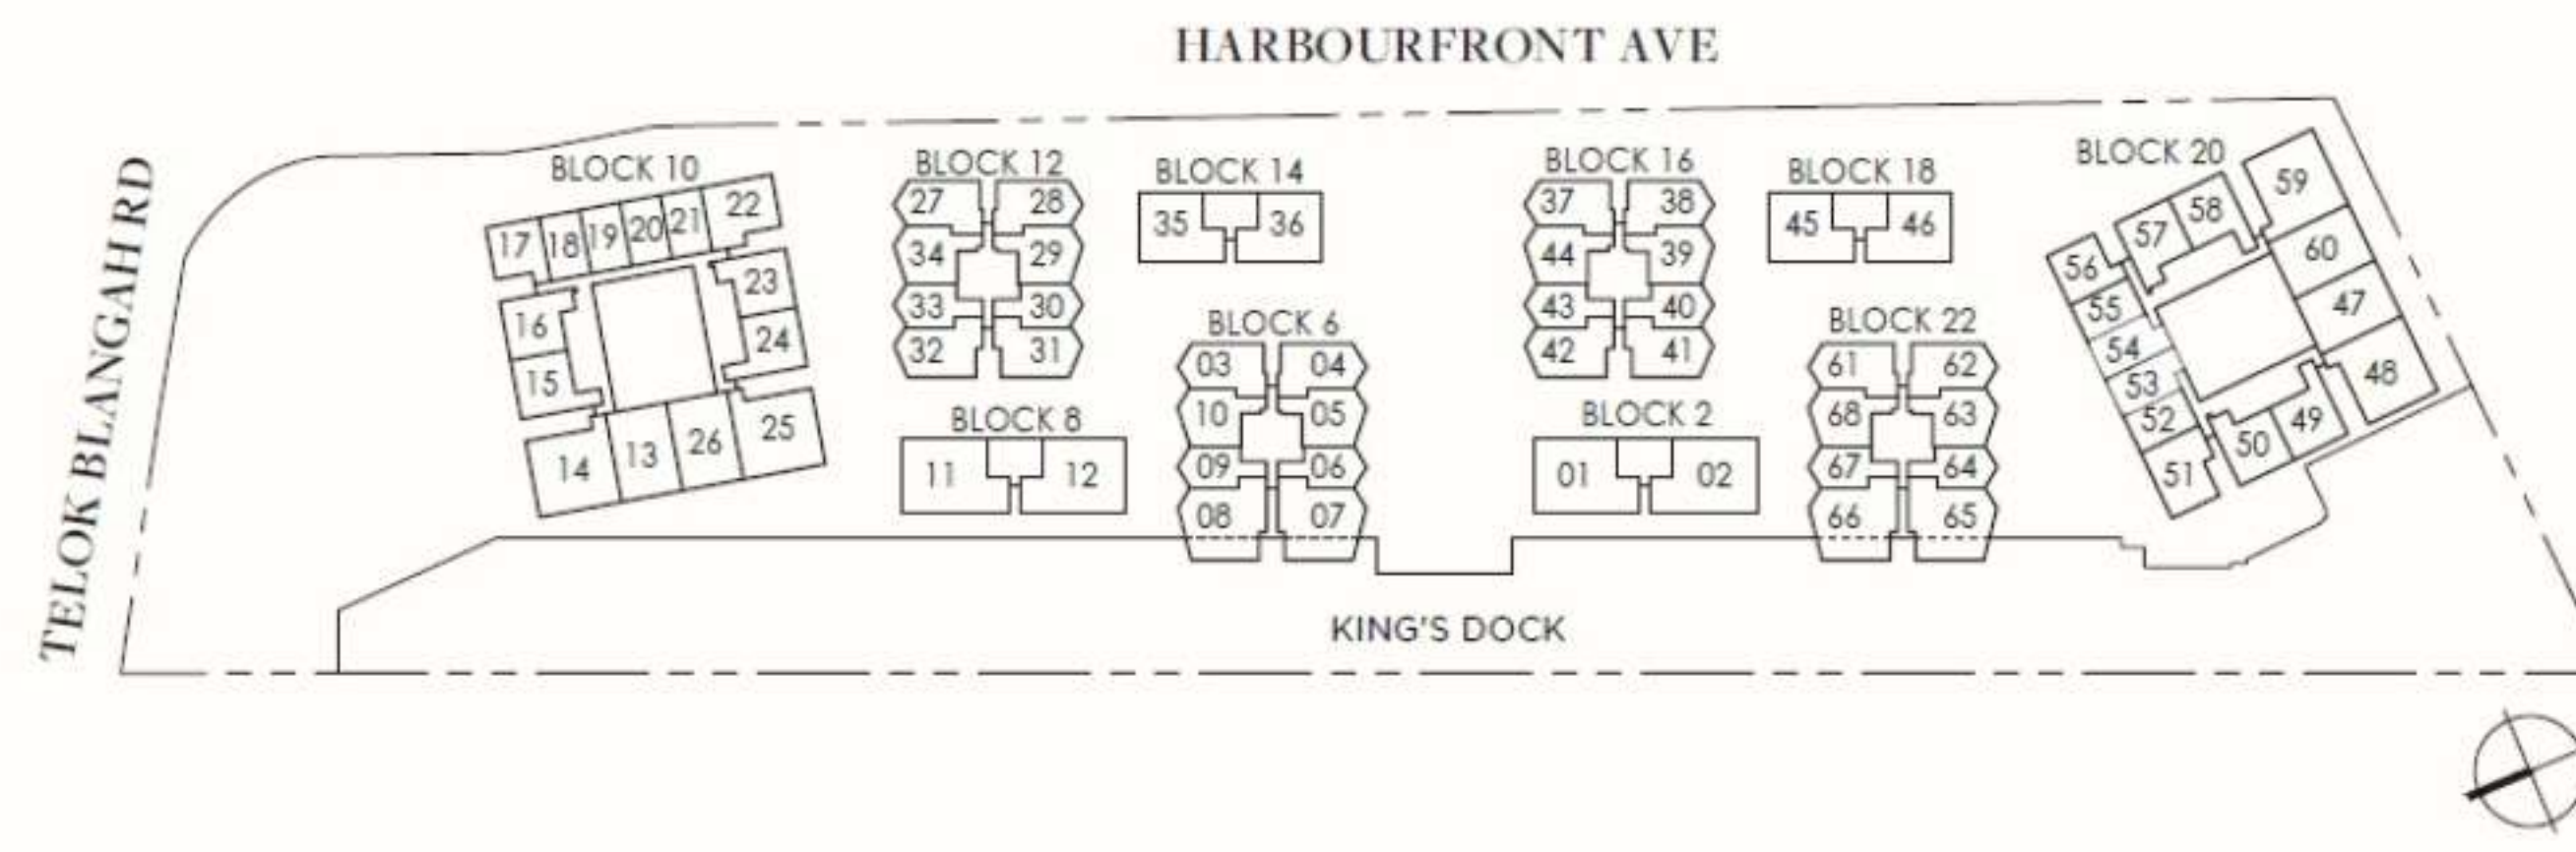 HARBOURFRONT AVE
TELOK BLANGAH RD
BLOCK 10
17 18 19 20 21 22
16 23
15 24
14 13 26 25
BLOCK 12
27 28
34 29
33 30
32 31
BLOCK 14
35 36
BLOCK 8
11 12
BLOCK 6
03 04
10 05
09 06
08 07
BLOCK 16
37 38
44 39
43 40
42 41
BLOCK 18
45 46
BLOCK 2
01 02
BLOCK 22
61 62
68 63
67 64
66 65
BLOCK 20
59
57 58
56 60
55 47
54
53 48
52 49
51 50
KING'S DOCK